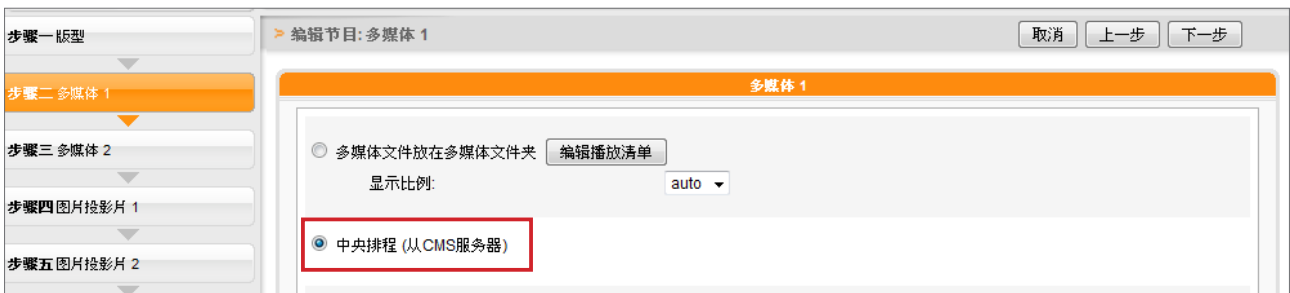 步骤一 版型
步骤二 多媒体 1
步骤三 多媒体 2
步骤四 图片投影片 1
步骤五 图片投影片 2
> 编辑节目: 多媒体 1
取消 上一步 下一步
多媒体 1
多媒体文件放在多媒体文件夹 编辑播放清单
显示比例: auto
中央排程 (从CMS服务器)